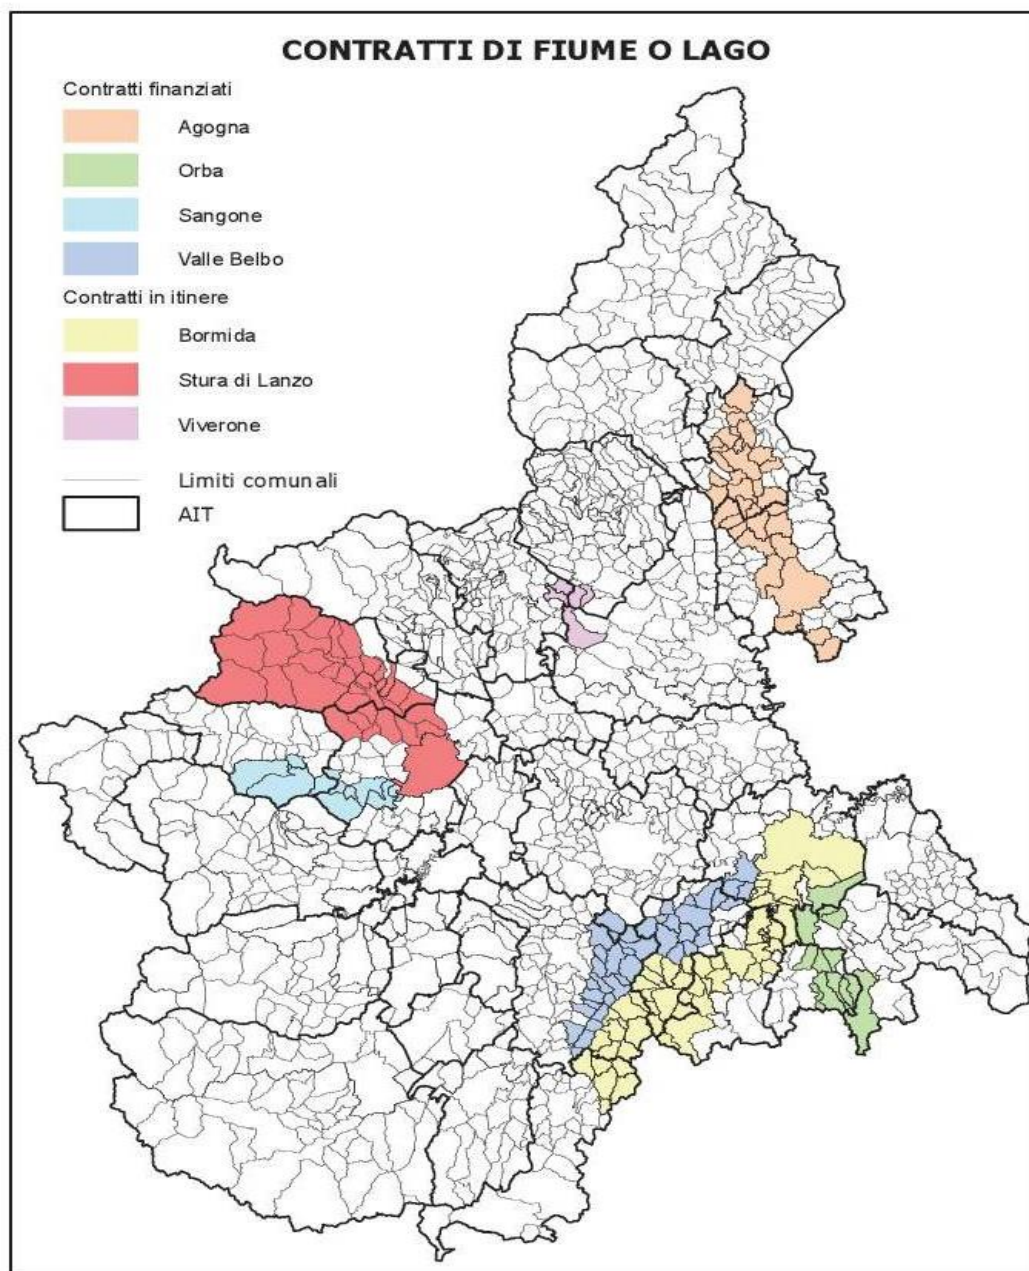 CONTRATTI DI FIUME O LAGO
Contratti finanziati
Agogna
Orba
Sangone
Valle Belbo
Contratti in itinere
Bormida
Stura di Lanzo
Viverone
Limiti comunali
AIT